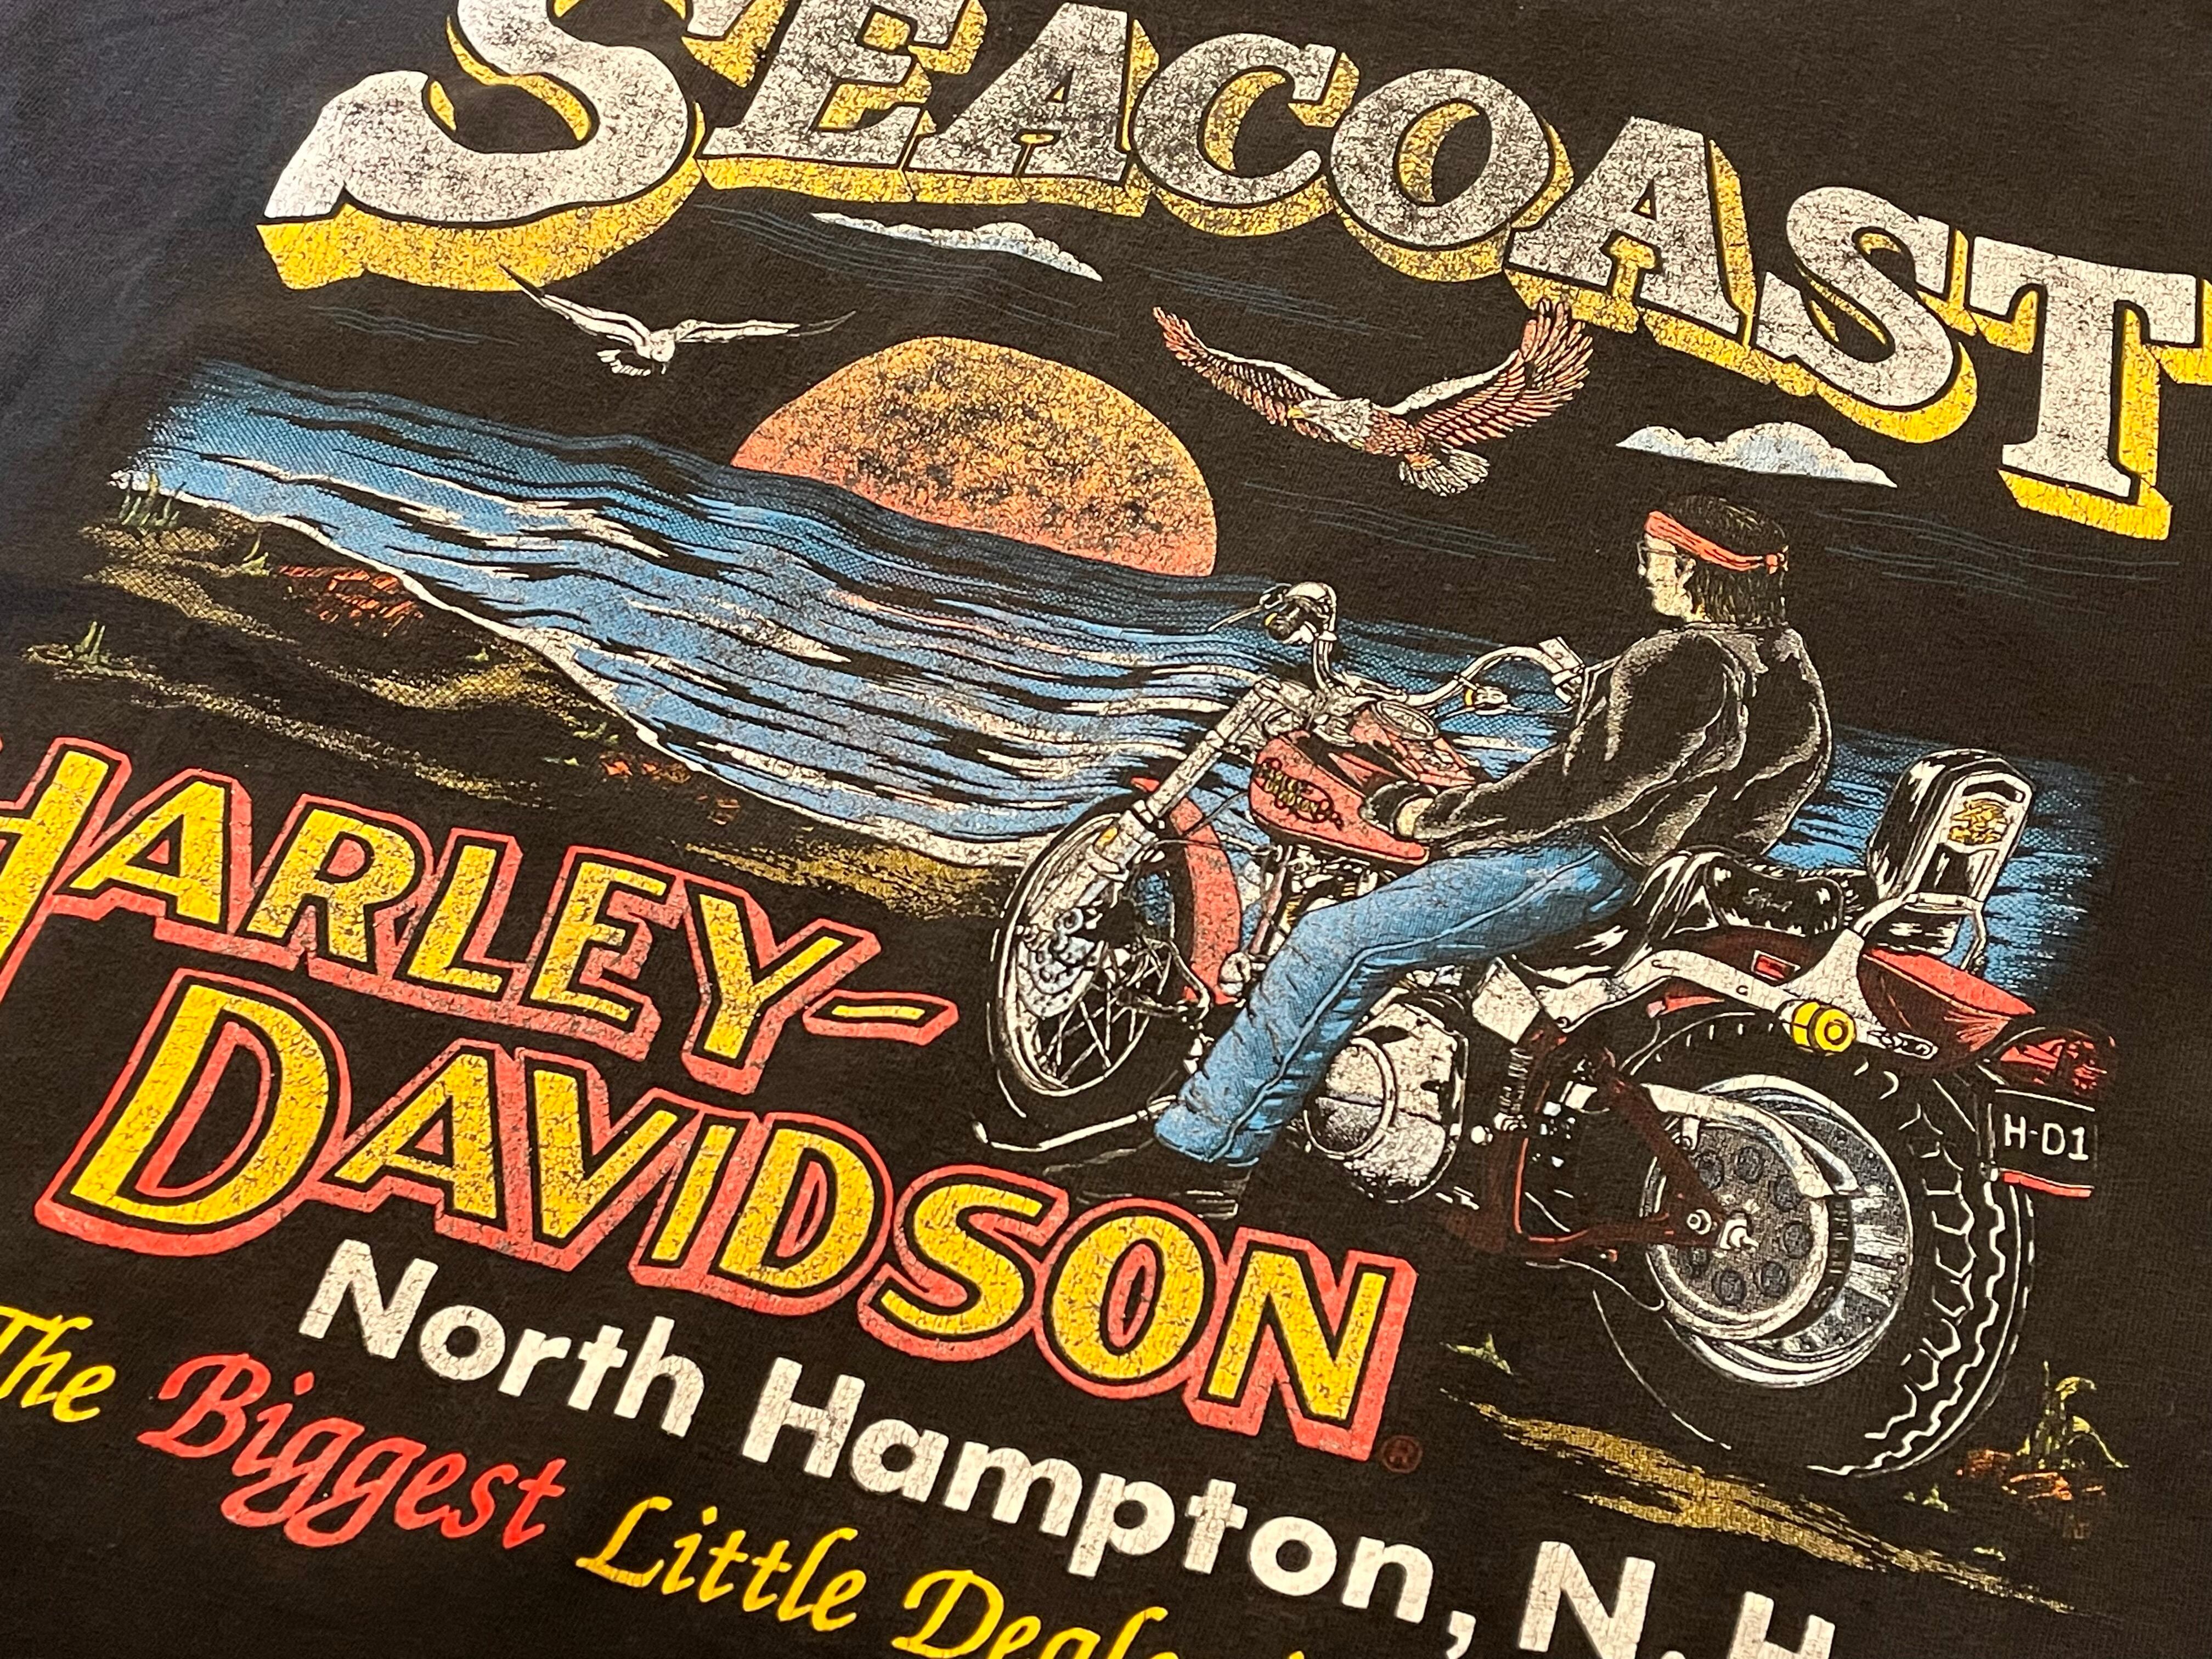 SEACOAST
HARLEY-
DAVIDSON
®
North Hampton, N.H
The Biggest Little
H-D1